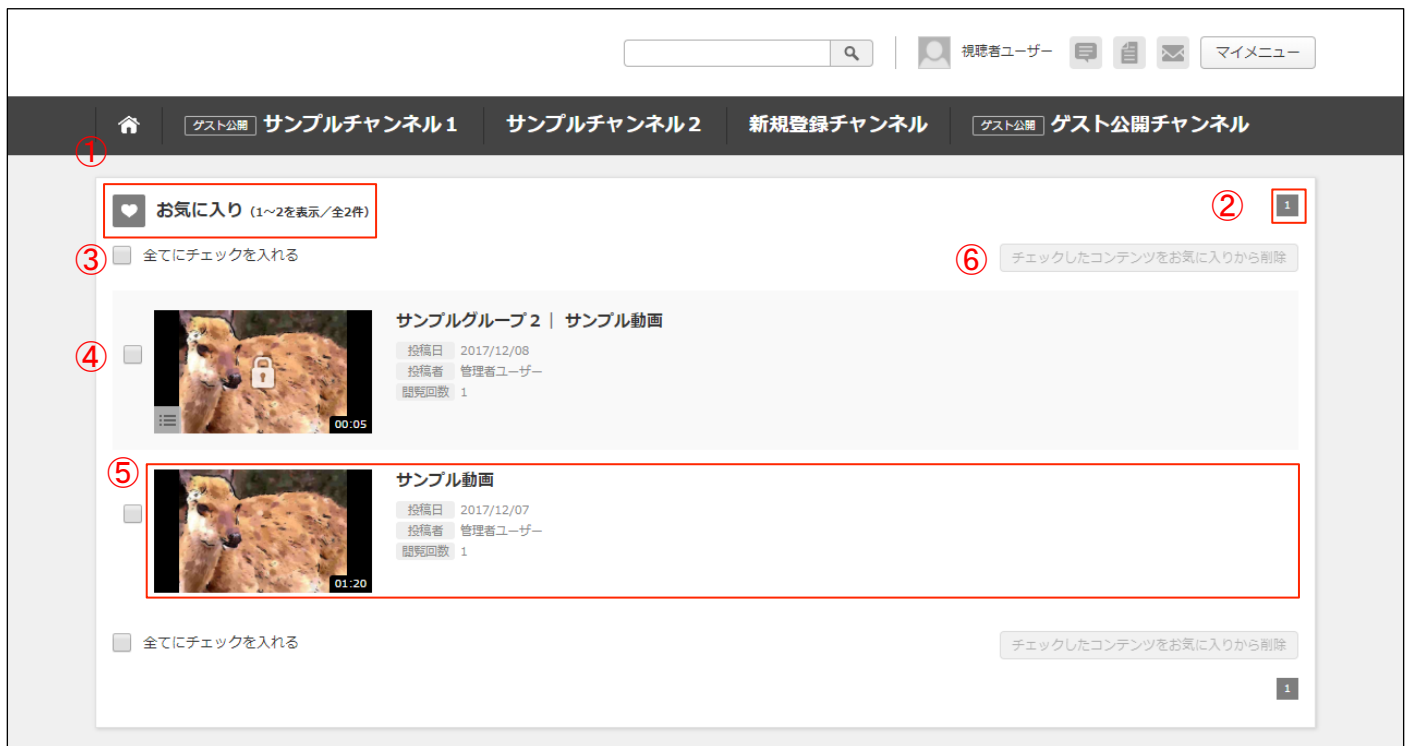 視聴者ユーザー マイメニュー
ゲスト公開 サンプルチャンネル1 サンプルチャンネル2 新規登録チャンネル ゲスト公開 ゲスト公開チャンネル
①
お気に入り (1〜2を表示／全2件) ② 1
③ 全てにチェックを入れる ⑥ チェックしたコンテンツをお気に入りから削除
サンプルグループ2｜ サンプル動画
④ 投稿日 2017/12/08
投稿者 管理者ユーザー
閲覧回数 1
00:05
⑤ サンプル動画
投稿日 2017/12/07
投稿者 管理者ユーザー
閲覧回数 1
01:20
全てにチェックを入れる チェックしたコンテンツをお気に入りから削除
1